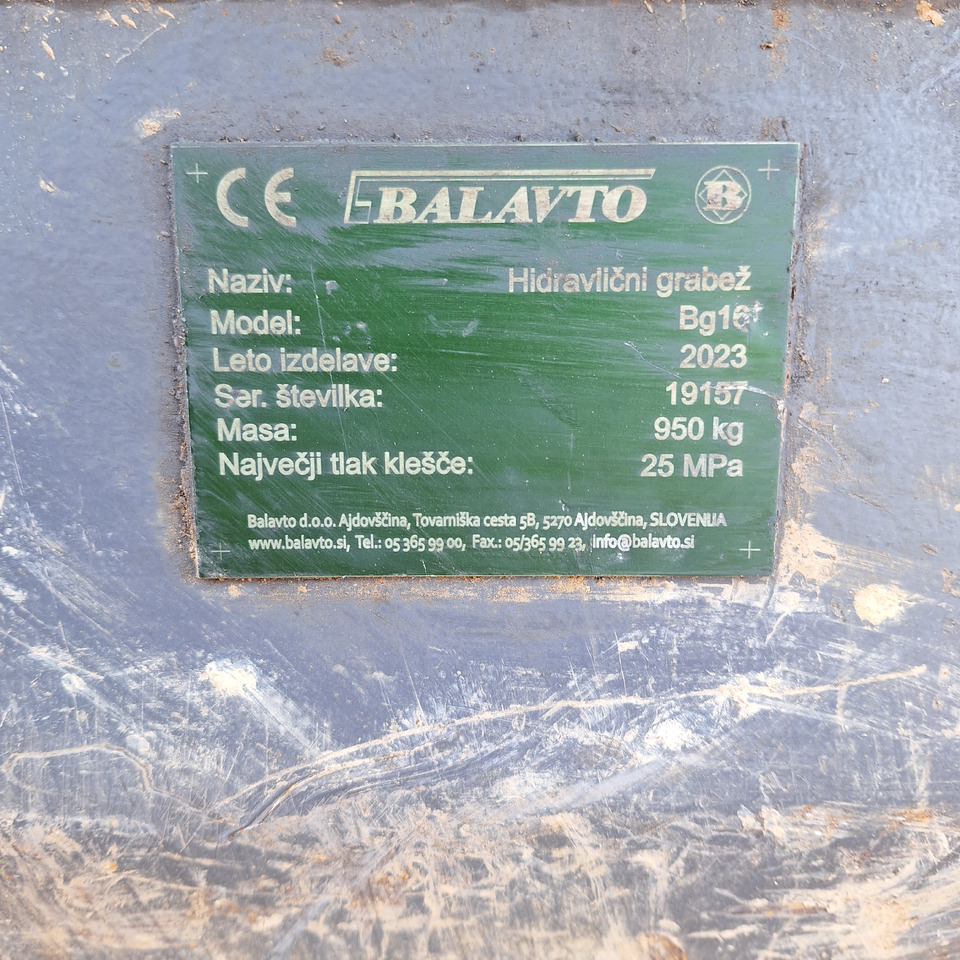 CE BALAVTO B
Naziv: Hidravlični grabež
Model: Bg16t
Leto izdelave: 2023
Ser. številka: 19157
Masa: 950 kg
Največji tlak klešče: 25 MPa
Balavto d.o.o. Ajdovščina, Tovarniška cesta 5B, 5270 Ajdovščina, SLOVENIJA
www.balavto.si, Tel.: 05 365 99 00, Fax.: 05/365 99 23, info@balavto.si